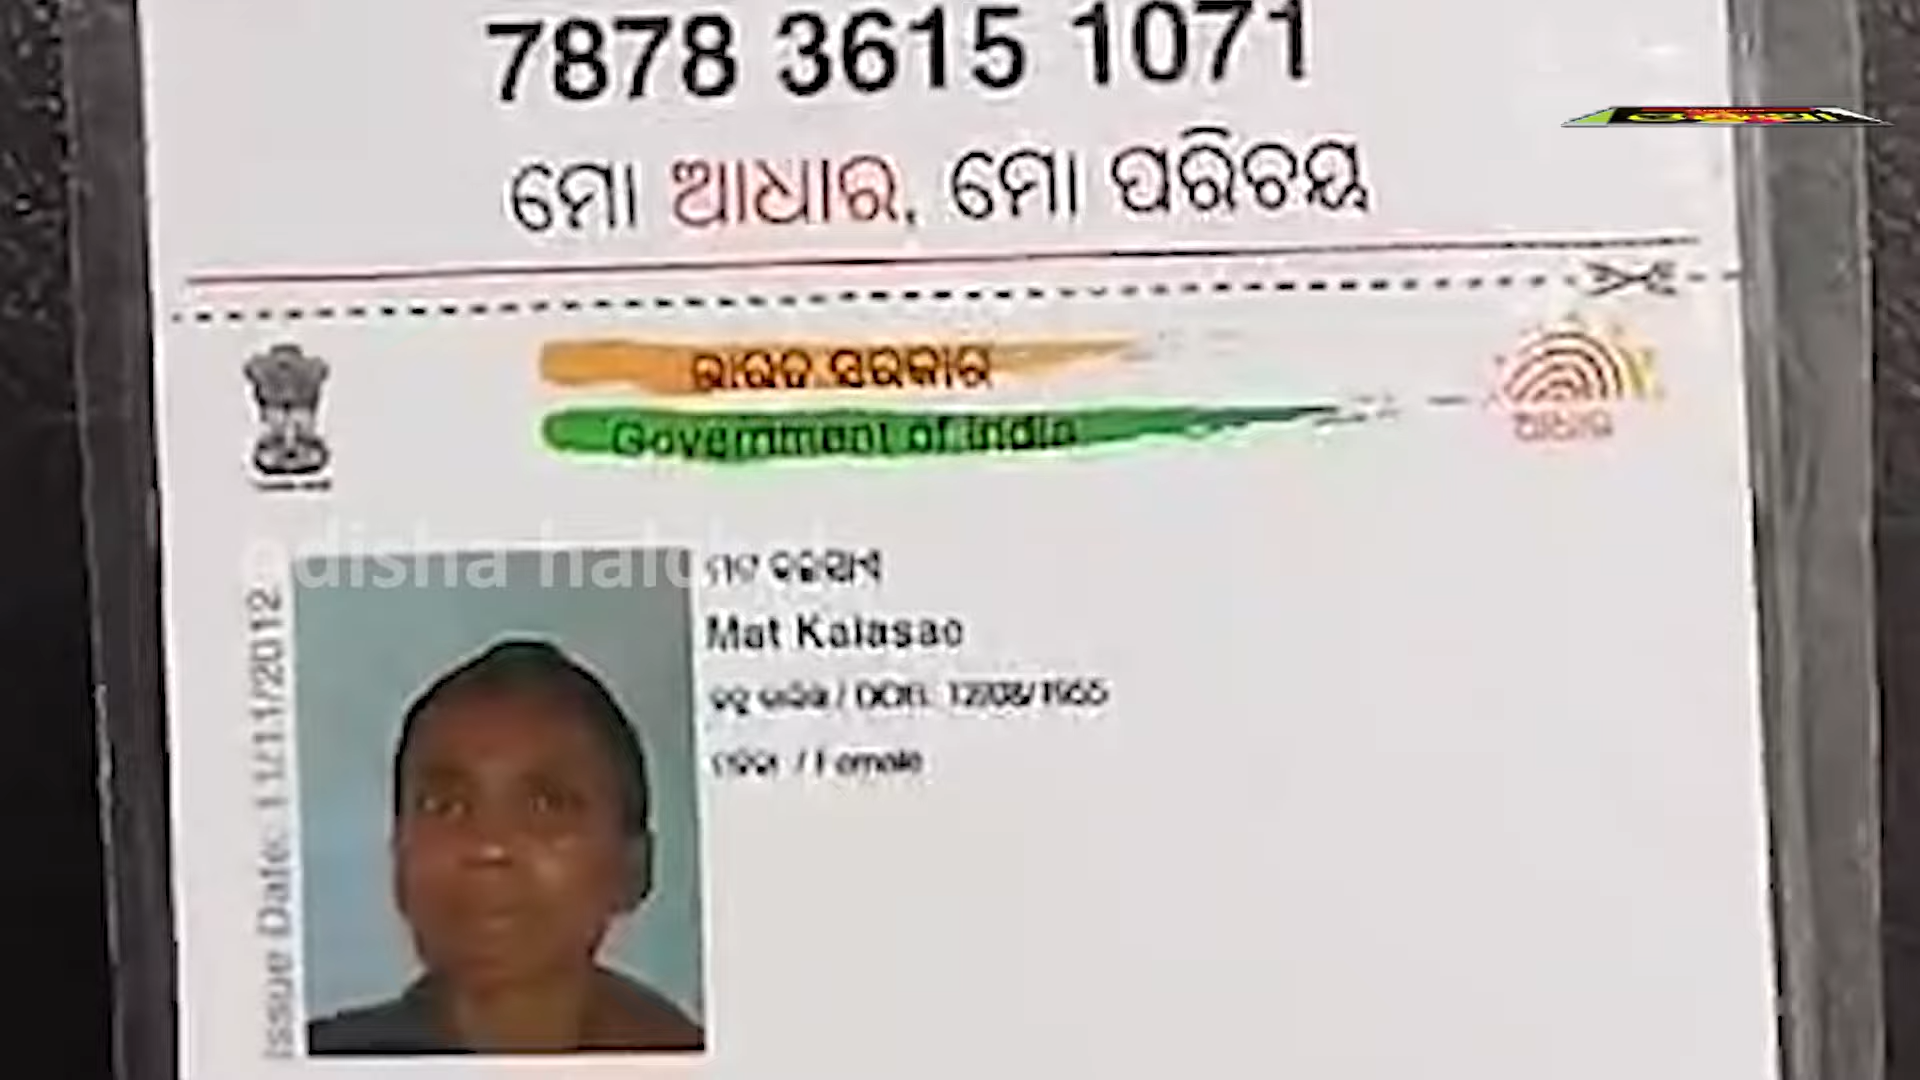 7878 3615 1071
ମୋ ଆଧାର, ମୋ ପରିଚୟ
ଭାରତ ସରକାର
Government of India
ଆଧାର
Issue Date: 11/11/2012
Mat Kalasao
/ DOB:
/ Female